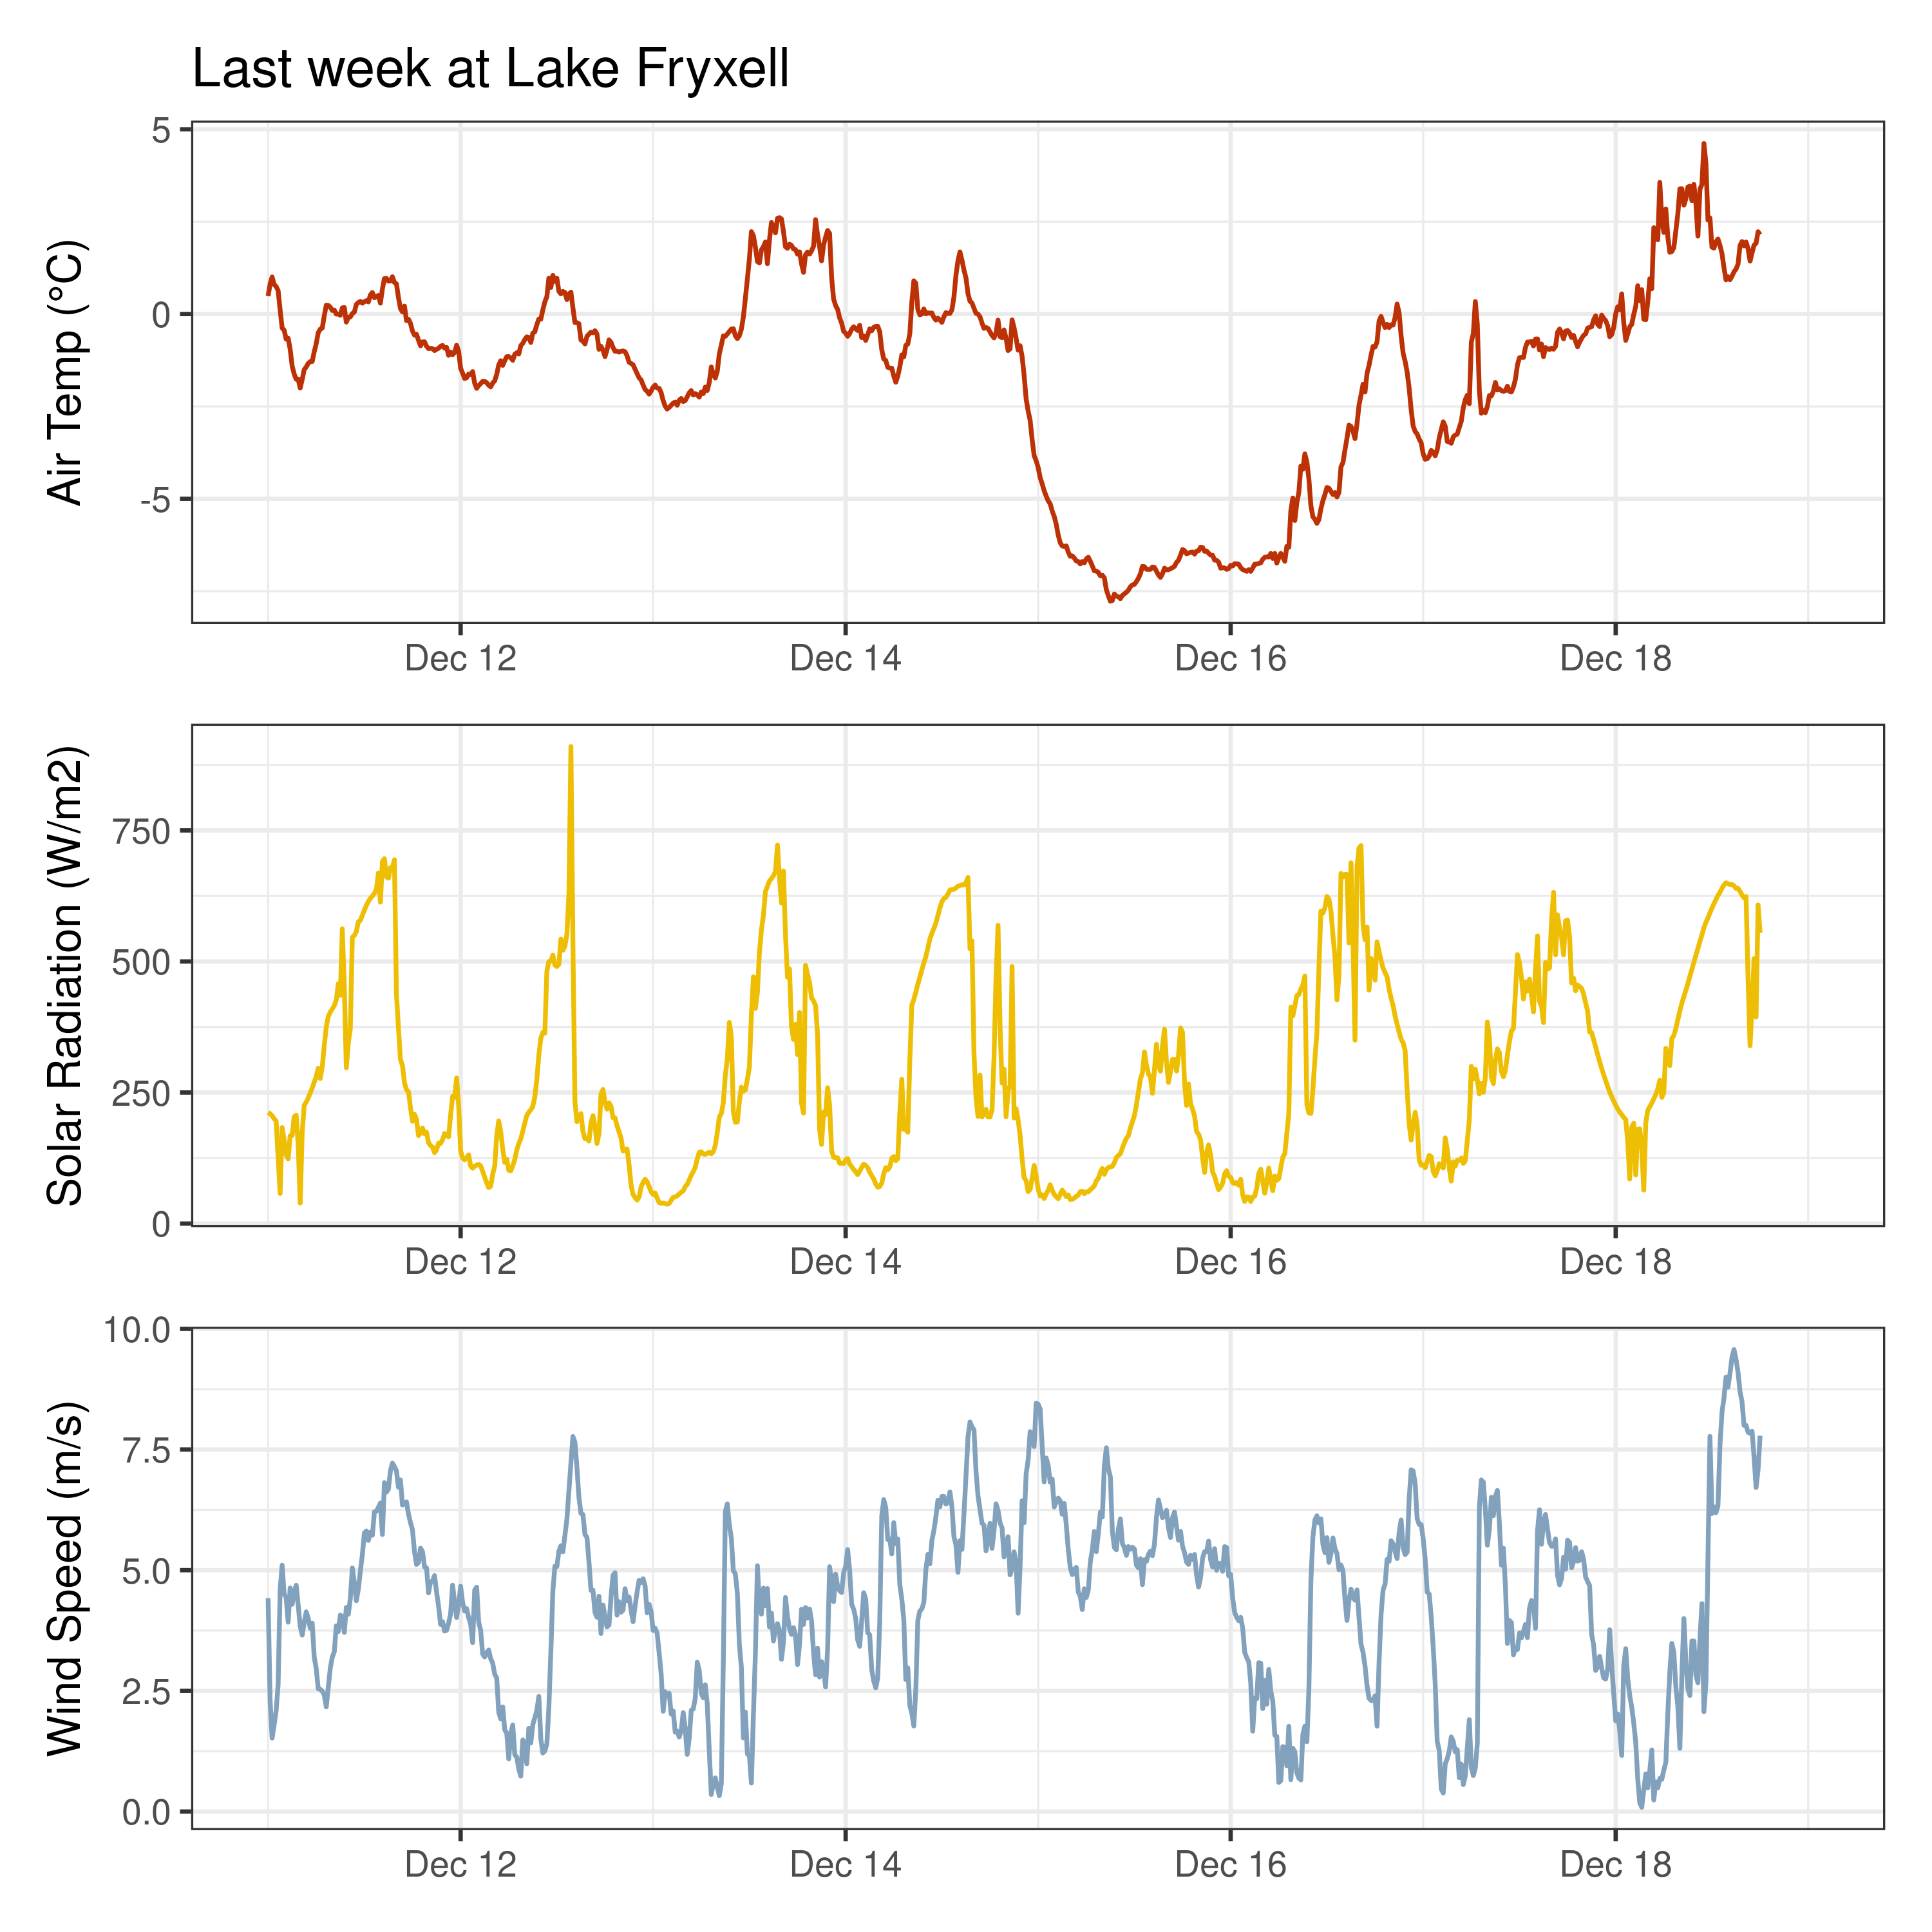 Last week at Lake Fryxell
Air Temp (°C)
5
0
-5
Dec 12 Dec 14 Dec 16 Dec 18
Solar Radiation (W/m2)
750
500
250
0
Dec 12 Dec 14 Dec 16 Dec 18
Wind Speed (m/s)
10.0
7.5
5.0
2.5
0.0
Dec 12 Dec 14 Dec 16 Dec 18